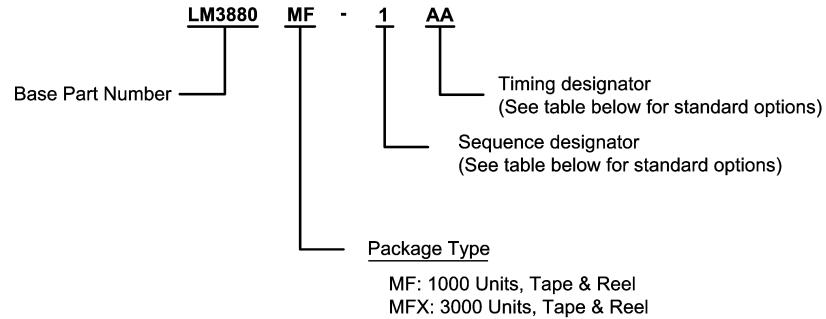 LM3880 MF - 1 AA
Timing designator
Base Part Number
(See table below for standard options)
Sequence designator
(See table below for standard options)
Package Type
MF: 1000 Units, Tape & Reel
MFX: 3000 Units, Tape & Reel